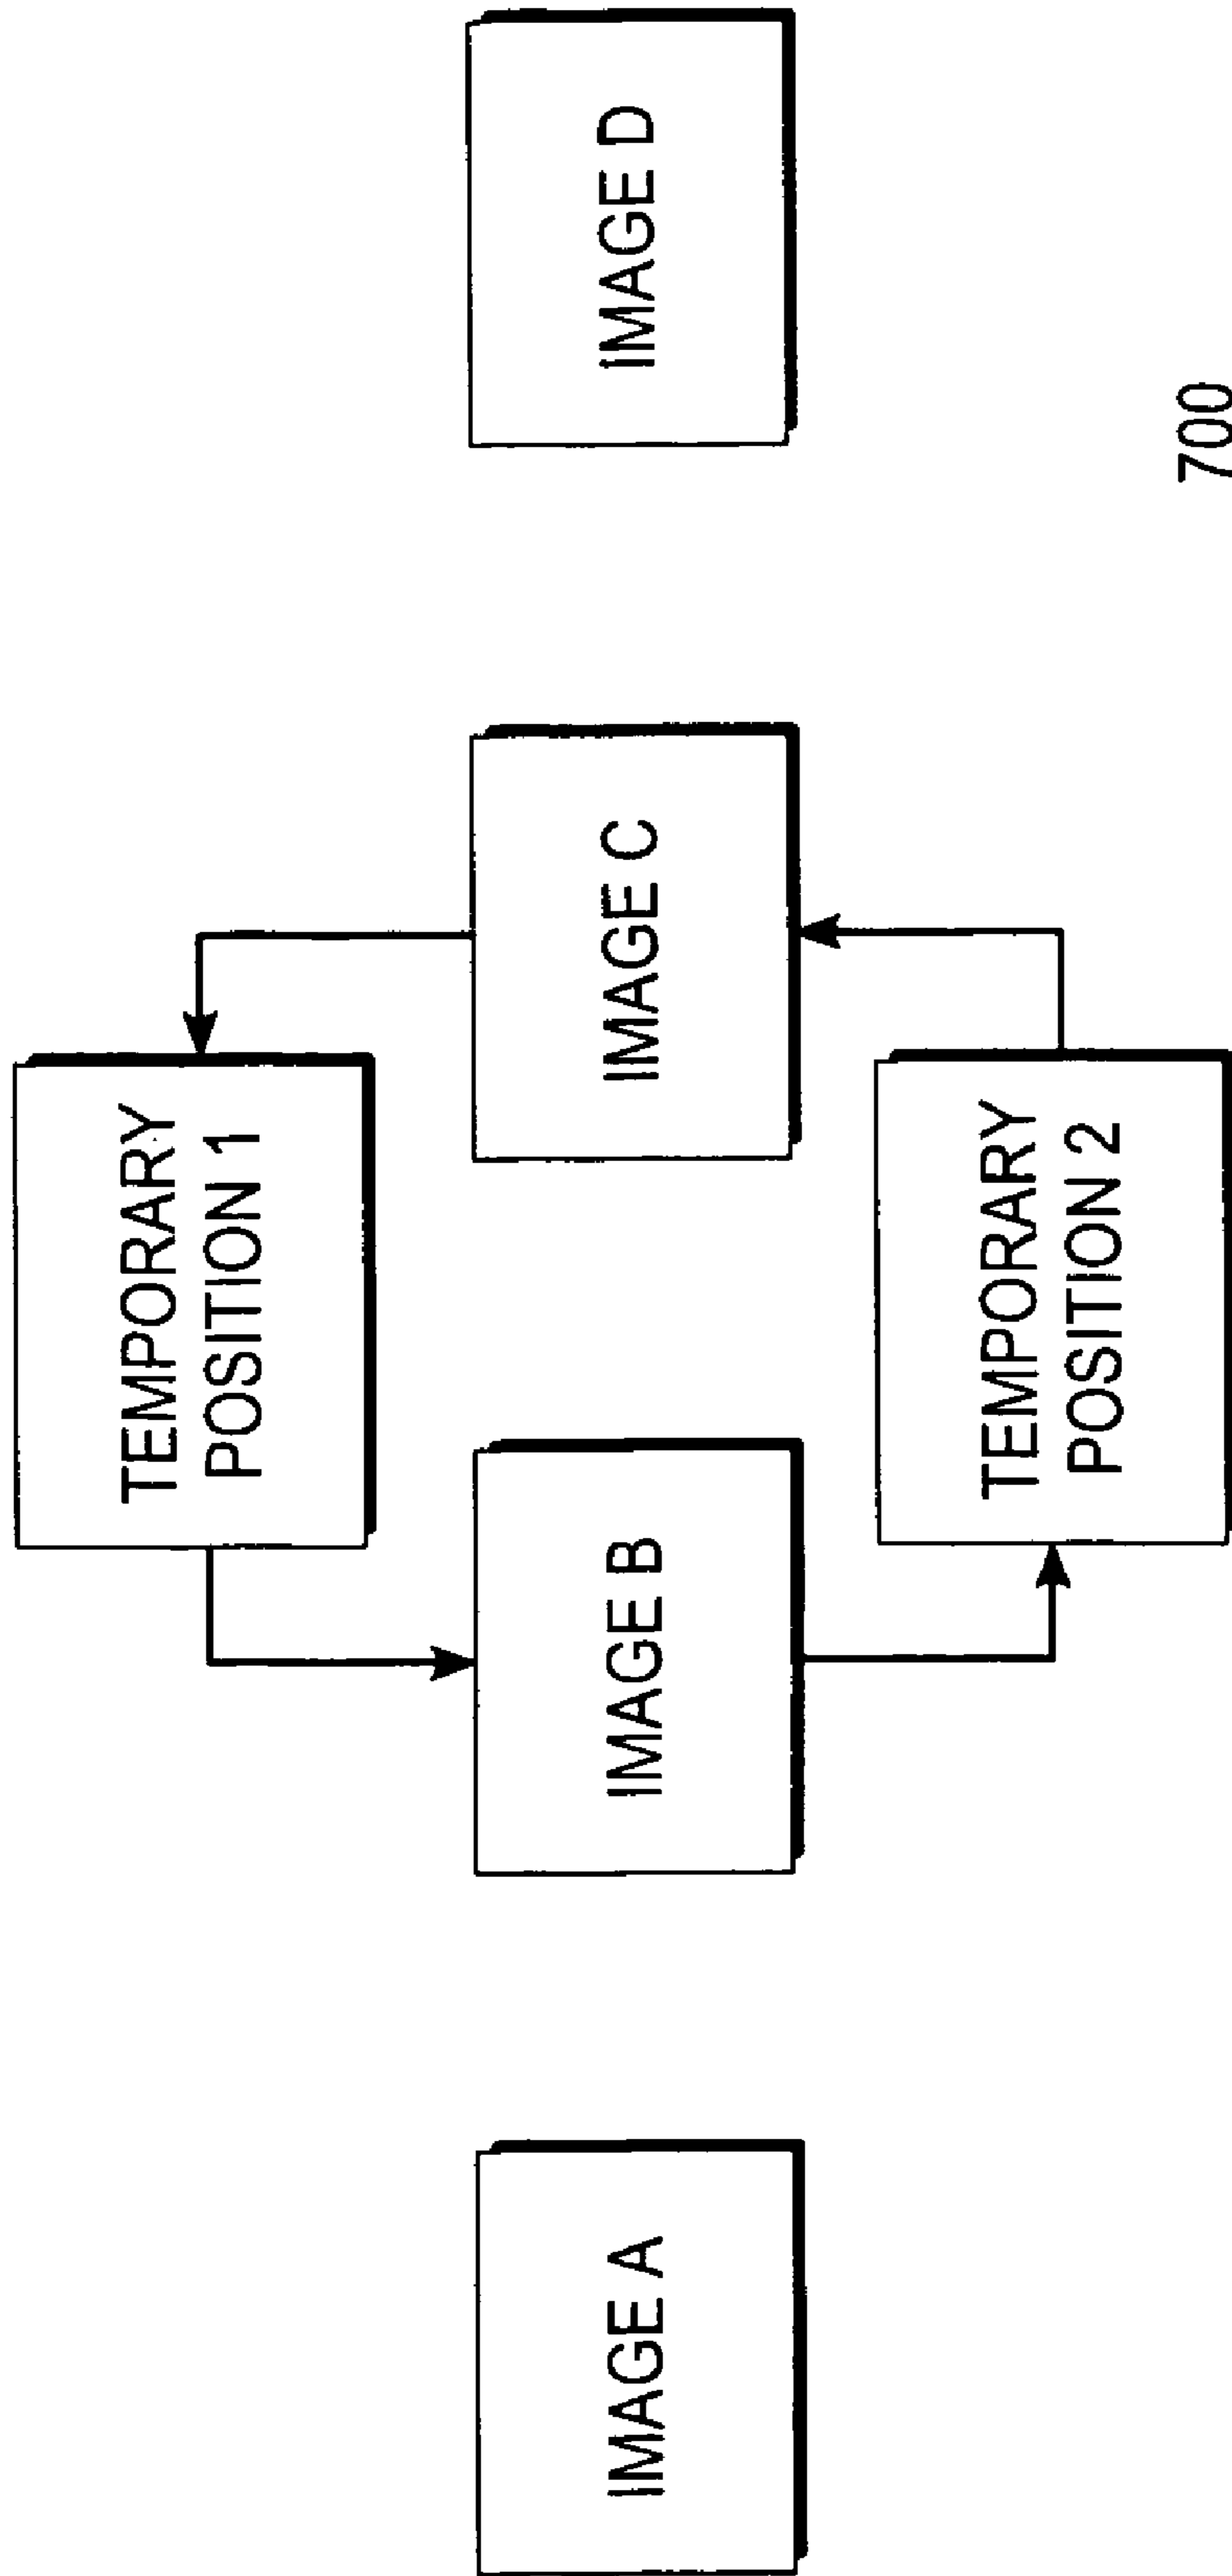 TEMPORARY
POSITION 1
IMAGE A
IMAGE B
IMAGE C
IMAGE D
TEMPORARY
POSITION 2
700